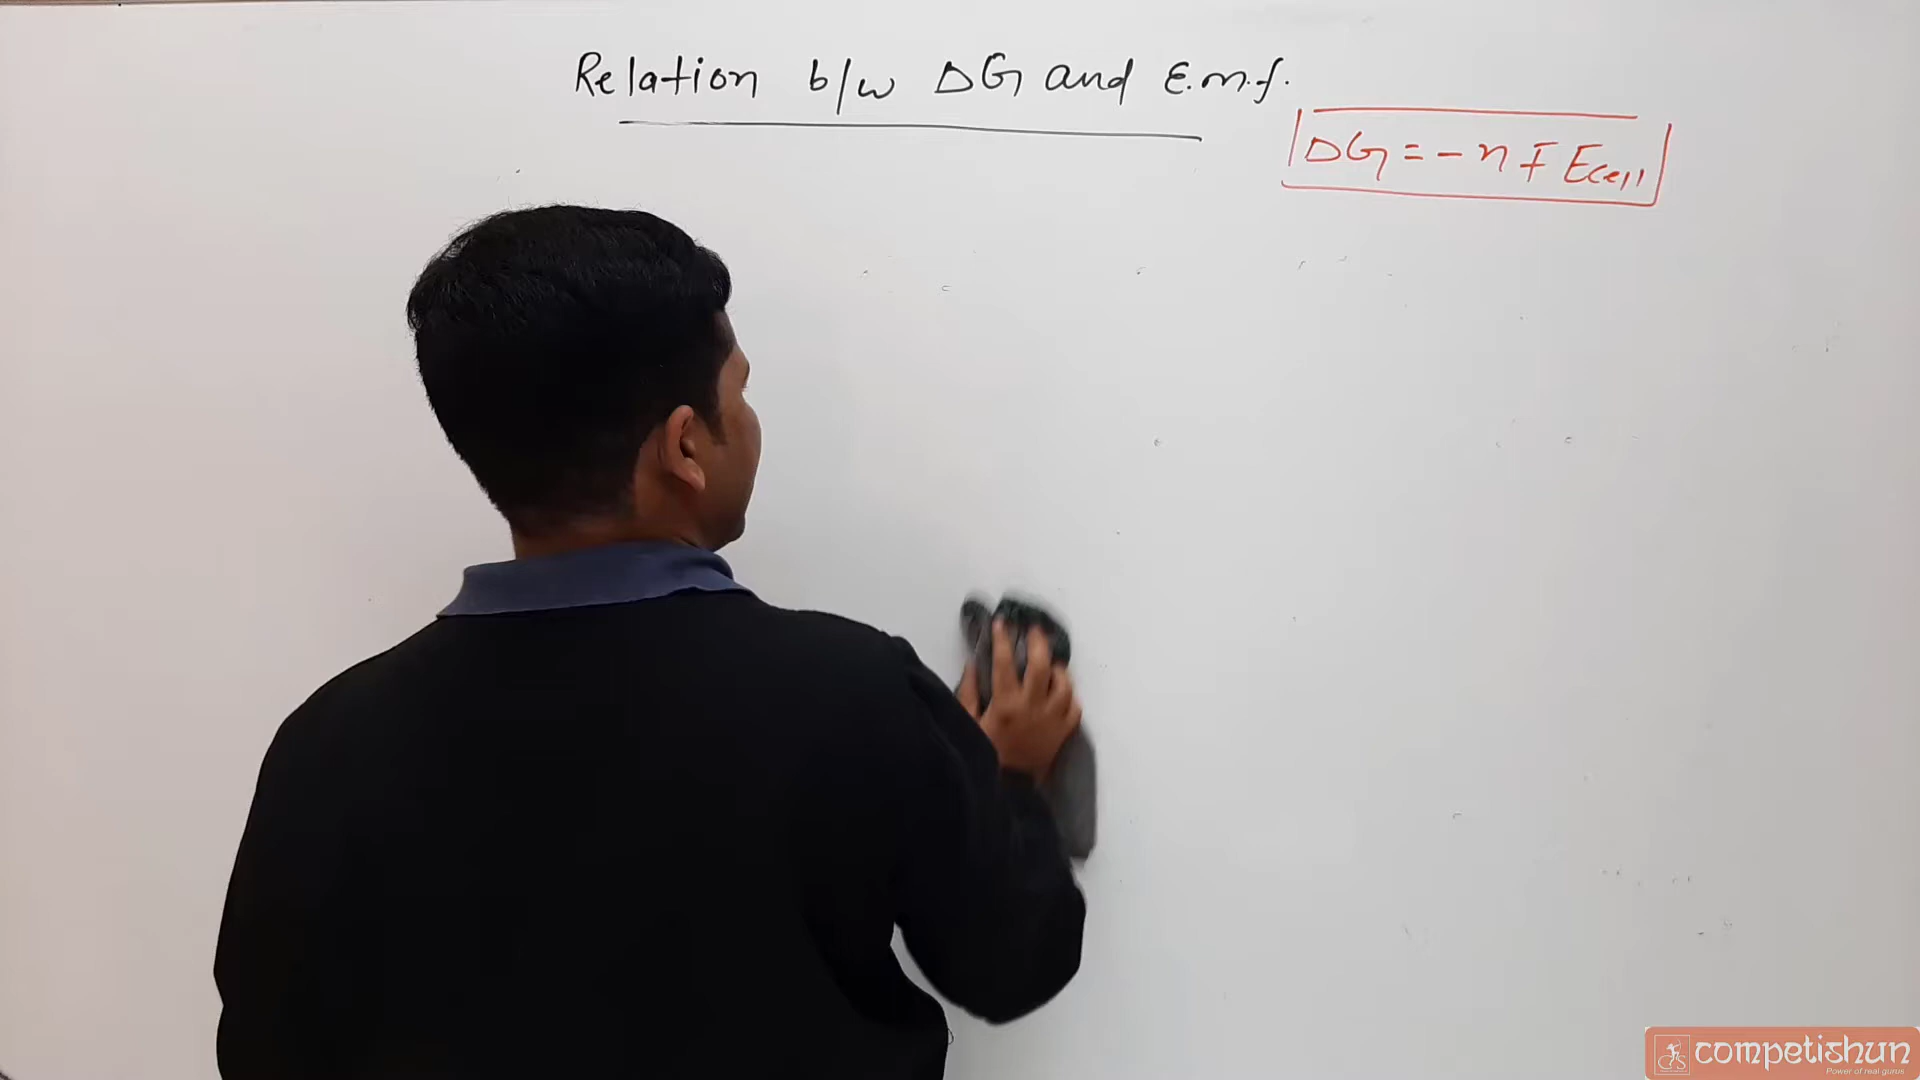 Relation b/w ΔG and E.m.f.
ΔG = - n F Ecell
competishun
Power of real gurus